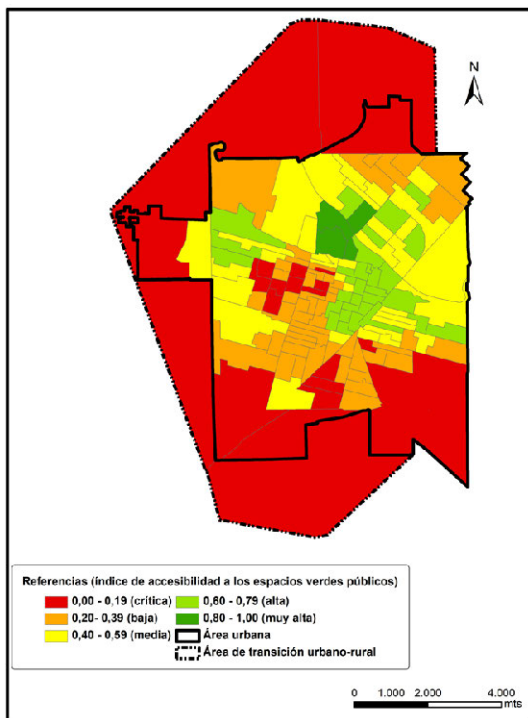 N
Referencias (índice de accesibilidad a los espacios verdes públicos)
0,00 - 0,19 (crítica)
0,60 - 0,79 (alta)
0,20- 0,39 (baja)
0,80 - 1,00 (muy alta)
0,40 - 0,59 (media)
Área urbana
Área de transición urbano-rural
0 1.000 2.000 4.000
mts